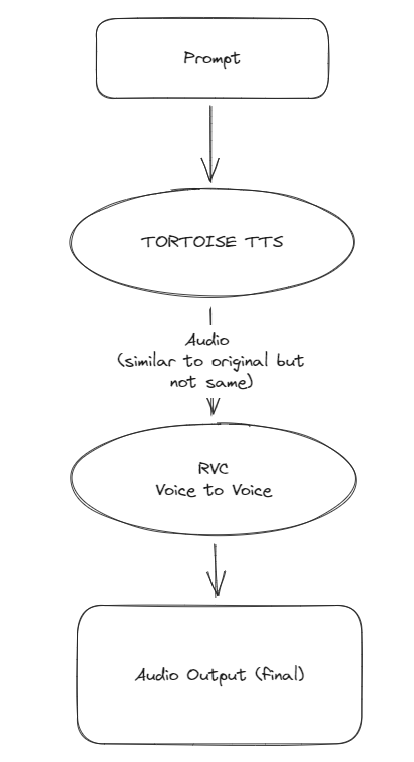 Prompt
TORTOISE TTS
Audio
(similar to original but
not same)
RVC
Voice to Voice
Audio Output (final)